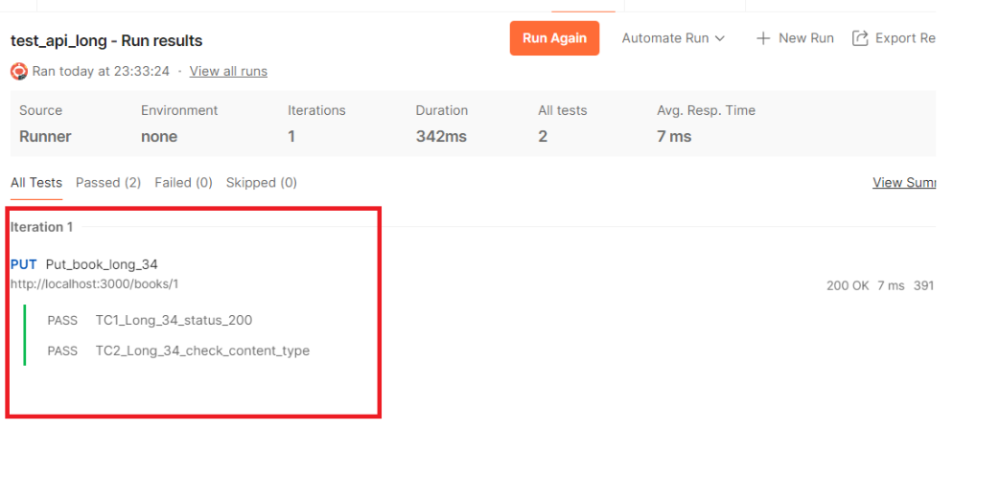 test_api_long - Run results
Run Again
Automate Run
New Run
Export Re
Ran today at 23:33:24 · View all runs
Source Environment Iterations Duration All tests Avg. Resp. Time
Runner none 1 342ms 2 7 ms
All Tests Passed (2) Failed (0) Skipped (0)
View Sum
Iteration 1
PUT Put_book_long_34
http://localhost:3000/books/1
200 OK 7 ms 391
PASS TC1_Long_34_status_200
PASS TC2_Long_34_check_content_type